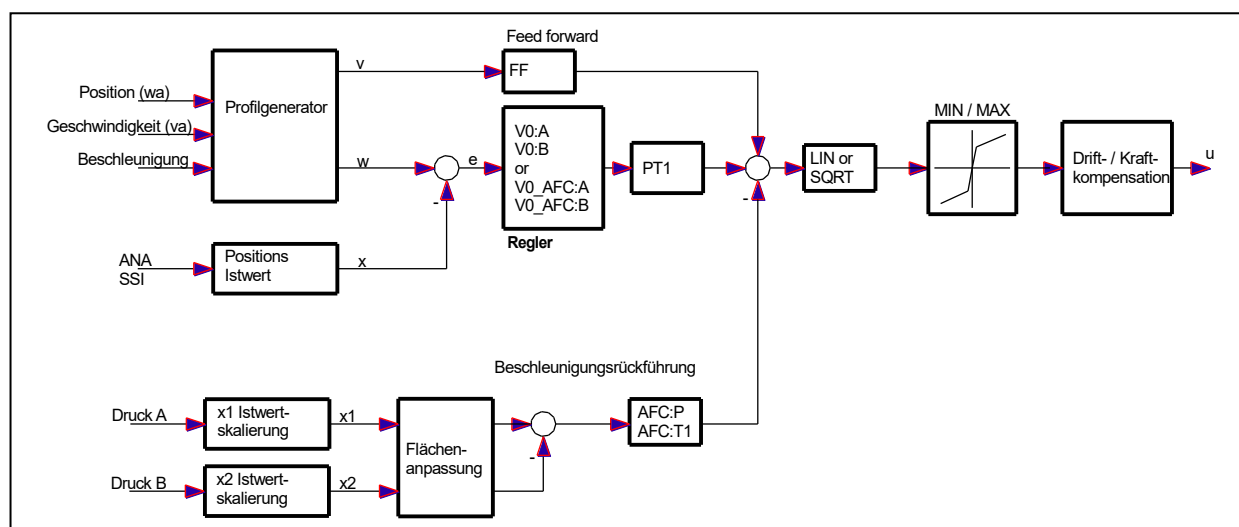 Feed forward
v
FF
Position (wa)
Profilgenerator
MIN / MAX
Geschwindigkeit (va)
V0:A
V0:B
or
V0_AFC:A
V0_AFC:B
Beschleunigung
w
e
PT1
LIN or
SQRT
Drift- / Kraft-
kompensation
u
-
-
Regler
ANA
SSI
Positions
Istwert
x
Beschleunigungsrückführung
Druck A
x1 Istwert-
skalierung
x1
AFC:P
AFC:T1
Flächen-
anpassung
-
Druck B
x2 Istwert-
skalierung
x2